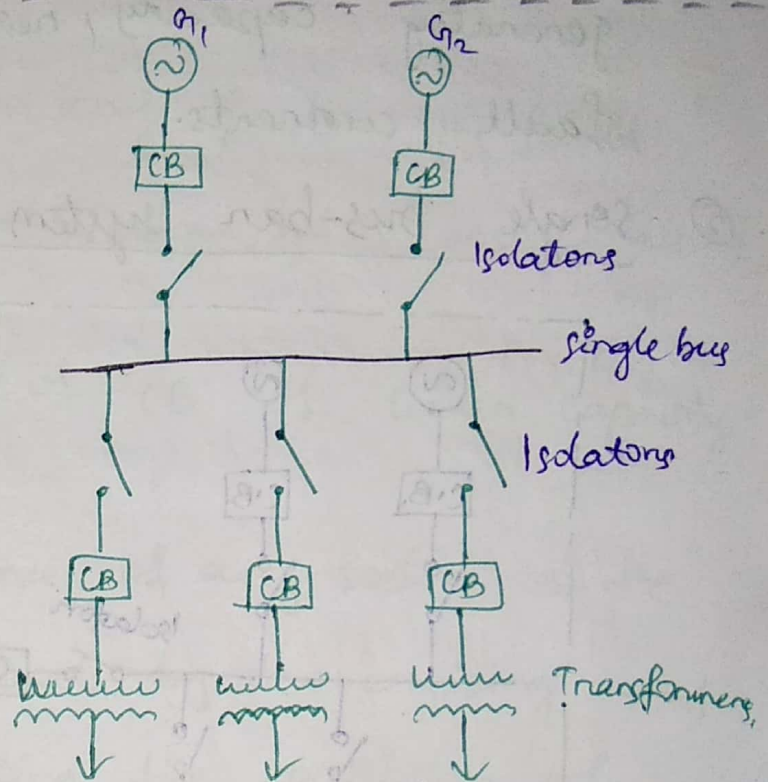 G1
G2
CB
CB
Isolators
Single bus
Isolators
CB
CB
CB
Transformers,